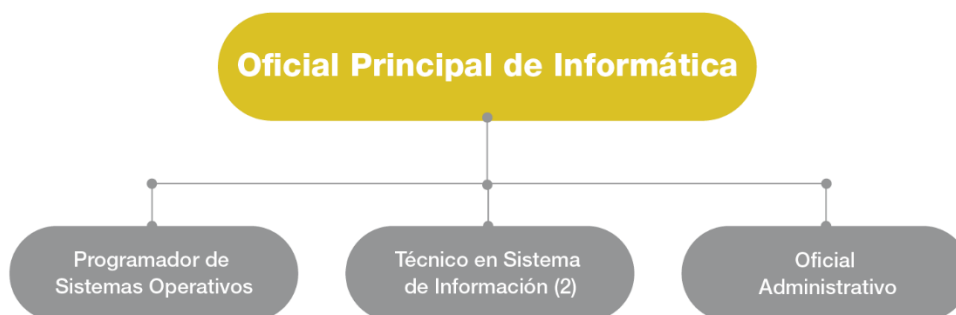 Oficial Principal de Informática
Programador de
Sistemas Operativos
Técnico en Sistema
de Información (2)
Oficial
Administrativo